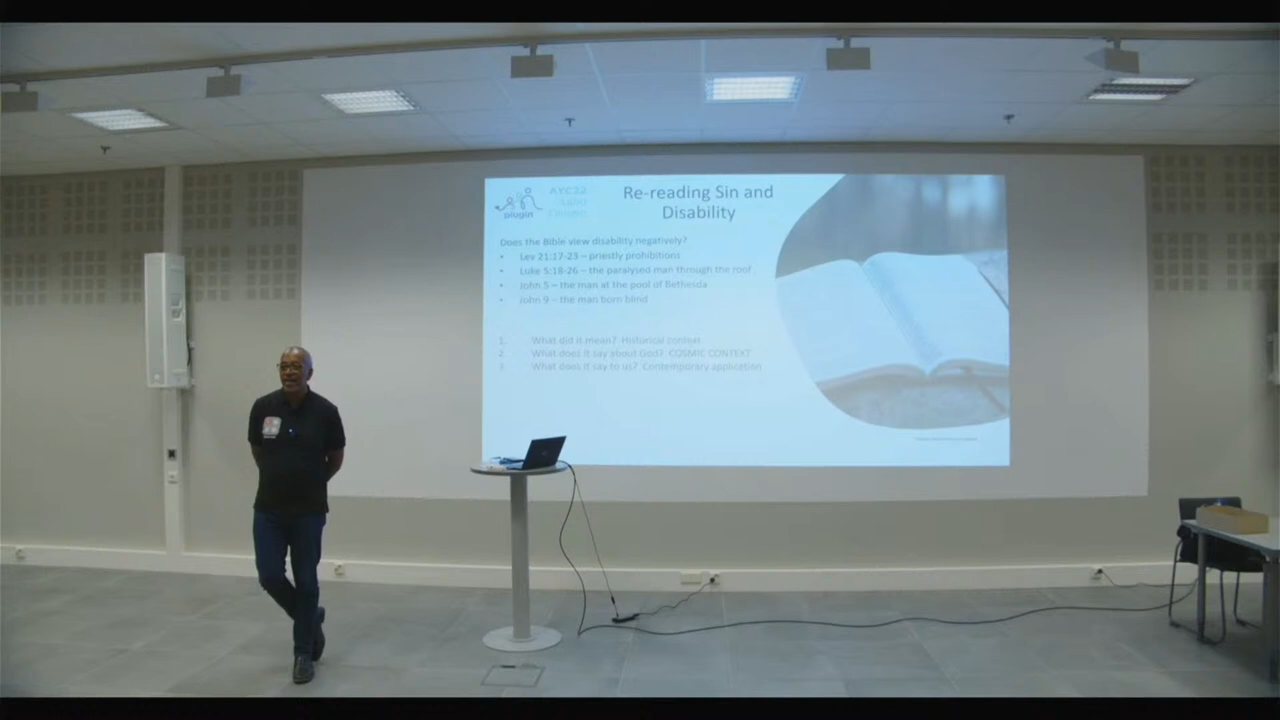 plugin
AYC22
Re-reading Sin and
Disability
Does the Bible view disability negatively?
• Lev 21:17-23 – priestly prohibitions
• Luke 5:18-26 – the paralysed man through the roof
• John 5 – the man at the pool of Bethesda
• John 9 – the man born blind
1. What did it mean? Historical context
2. What does it say about God? COSMIC CONTEXT
3. What does it say to us? Contemporary application